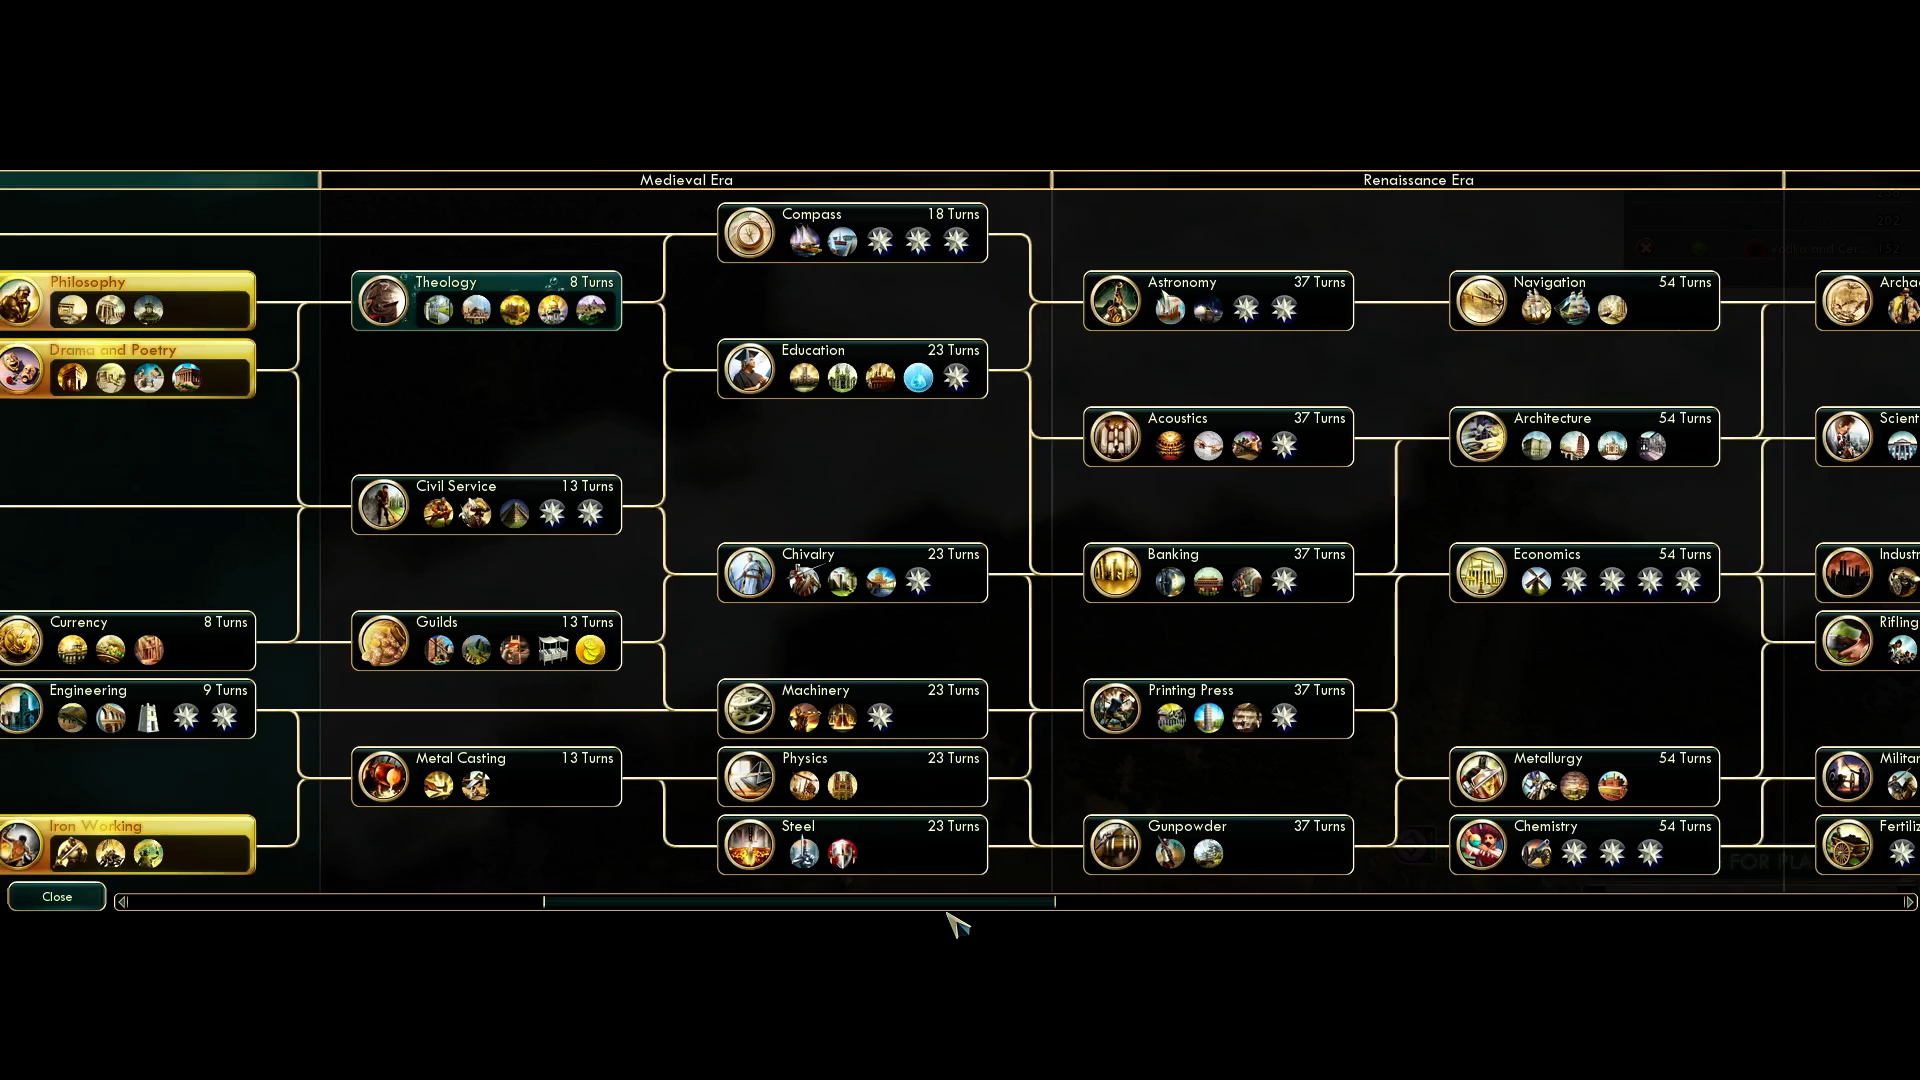 Medieval Era
Renaissance Era
Compass 18 Turns
202
152
Philosophy
Theology 8 Turns
Astronomy 37 Turns
Navigation 54 Turns
Drama and Poetry
Education 23 Turns
Acoustics 37 Turns
Architecture 54 Turns
Civil Service 13 Turns
Chivalry 23 Turns
Banking 37 Turns
Economics 54 Turns
Currency 8 Turns
Guilds 13 Turns
Rifling
Engineering 9 Turns
Machinery 23 Turns
Printing Press 37 Turns
Metal Casting 13 Turns
Physics 23 Turns
Metallurgy 54 Turns
Iron Working
Steel 23 Turns
Gunpowder 37 Turns
Chemistry 54 Turns
Close